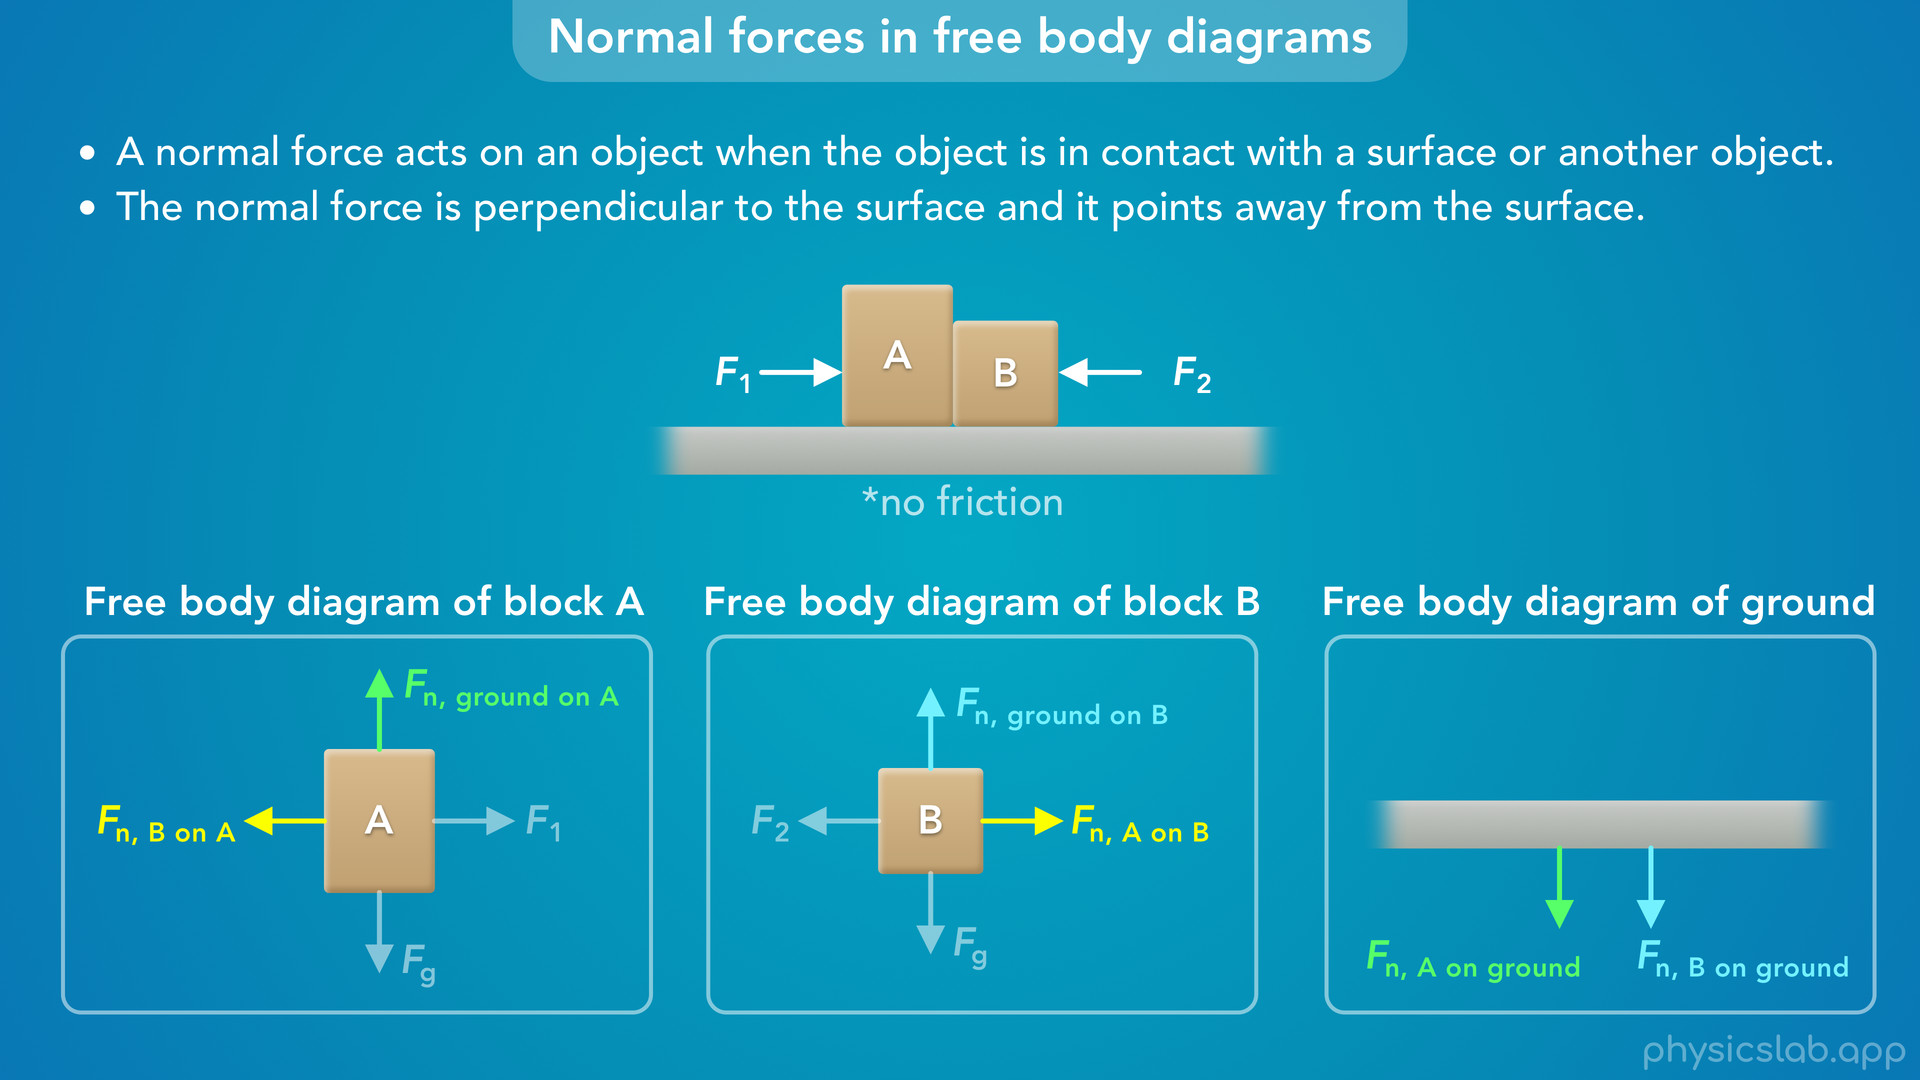 Normal forces in free body diagrams
• A normal force acts on an object when the object is in contact with a surface or another object.
• The normal force is perpendicular to the surface and it points away from the surface.
A
B
F1
F2
*no friction
Free body diagram of block A
Fn, ground on A
Fn, B on A
A
F1
Fg
Free body diagram of block B
Fn, ground on B
F2
B
Fn, A on B
Fg
Free body diagram of ground
Fn, A on ground
Fn, B on ground
physicslab.app